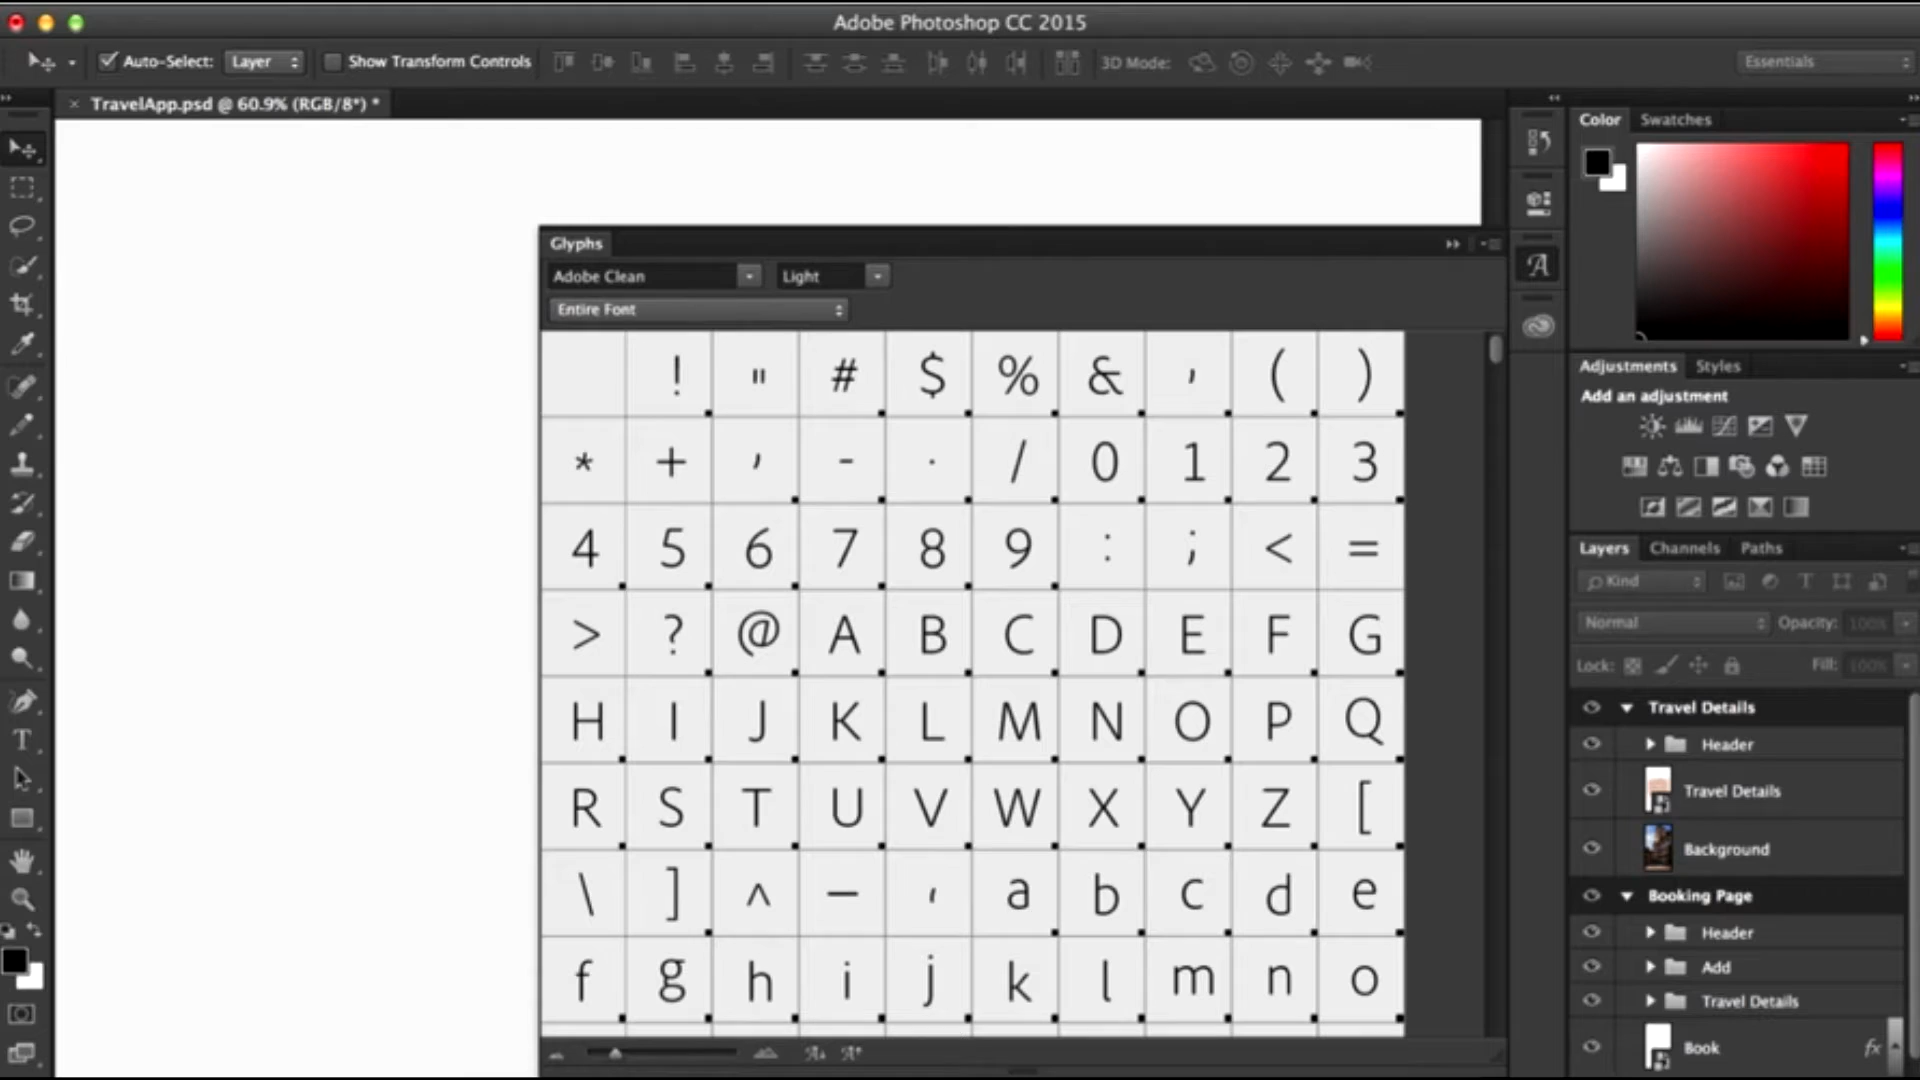 Adobe Photoshop CC 2015
Auto-Select: Layer Show Transform Controls 3D Mode: Essentials
× TravelApp.psd @ 60.9% (RGB/8*) *
Color Swatches
Glyphs
Adobe Clean Light
Entire Font
! " # $ % & ' ( )
* + , - . / 0 1 2 3
4 5 6 7 8 9 : ; < =
> ? @ A B C D E F G
H I J K L M N O P Q
R S T U V W X Y Z [
\ ] ^ _ ` a b c d e
f g h i j k l m n o
Adjustments Styles
Add an adjustment
Layers Channels Paths
Kind
Normal Opacity: 100%
Lock: Fill: 100%
Travel Details
Header
Travel Details
Background
Booking Page
Header
Add
Travel Details
Book fx